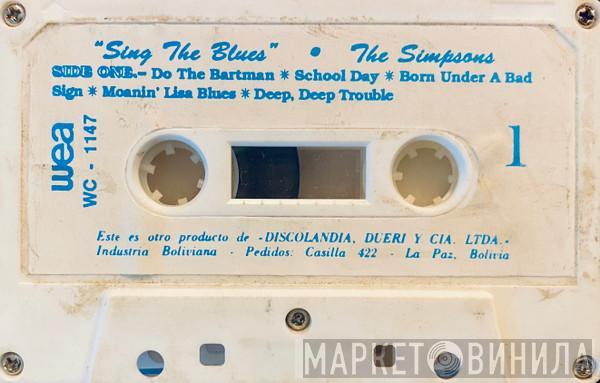 "Sing The Blues" • The Simpsons
SIDE ONE.- Do The Bartman * School Day * Born Under A Bad
Sign * Moanin' Lisa Blues * Deep, Deep Trouble
wea
WC - 1147
1
Este es otro producto de -DISCOLANDIA, DUERI Y CIA. LTDA.-
Industria Boliviana - Pedidos: Casilla 422 - La Paz, Bolivia
МАРКЕТ ВИНИЛА